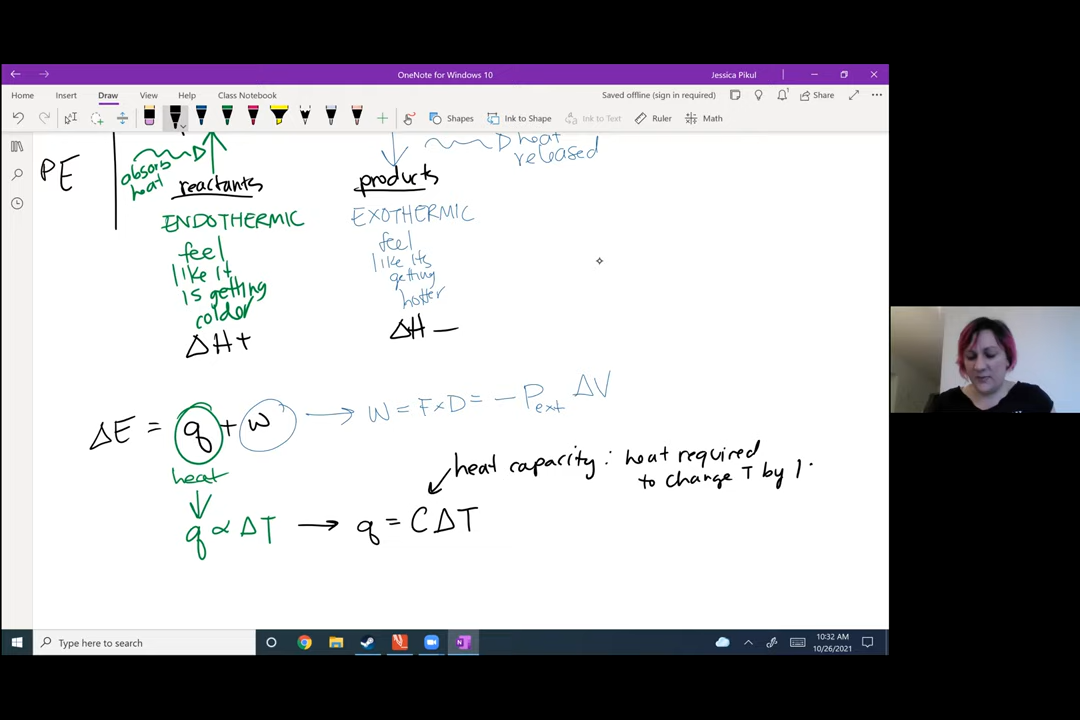 OneNote for Windows 10
Jessica Pikul
Home Insert Draw View Help Class Notebook
Saved offline (sign in required)
Share
Shapes
Ink to Shape
Ink to Text
Ruler
Math
PE
absorb
heat
reactants
ENDOTHERMIC
feel
like it
is getting
colder
ΔH +
heat
released
products
EXOTHERMIC
feel
like its
getting
hotter
ΔH −
ΔE = q + w → W = F×D = − Pext ΔV
heat
heat capacity: heat required
to change T by 1
q ∝ ΔT → q = CΔT
Type here to search
10:32 AM
10/26/2021